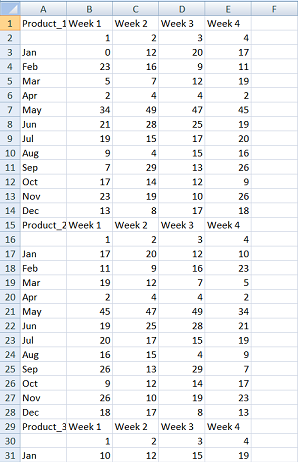 A B C D E F
1 Product_1 Week 1 Week 2 Week 3 Week 4
2 1 2 3 4
3 Jan 0 12 20 17
4 Feb 23 16 9 11
5 Mar 5 7 12 19
6 Apr 2 4 4 2
7 May 34 49 47 45
8 Jun 21 28 25 19
9 Jul 19 15 17 20
10 Aug 9 4 15 16
11 Sep 7 29 13 26
12 Oct 17 14 12 9
13 Nov 23 19 10 26
14 Dec 13 8 17 18
15 Product_2 Week 1 Week 2 Week 3 Week 4
16 1 2 3 4
17 Jan 17 20 12 10
18 Feb 11 9 16 23
19 Mar 19 12 7 5
20 Apr 2 4 4 2
21 May 45 47 49 34
22 Jun 19 25 28 21
23 Jul 20 17 15 19
24 Aug 16 15 4 9
25 Sep 26 13 29 7
26 Oct 9 12 14 17
27 Nov 26 10 19 23
28 Dec 18 17 8 13
29 Product_3 Week 1 Week 2 Week 3 Week 4
30 1 2 3 4
31 Jan 10 12 15 19